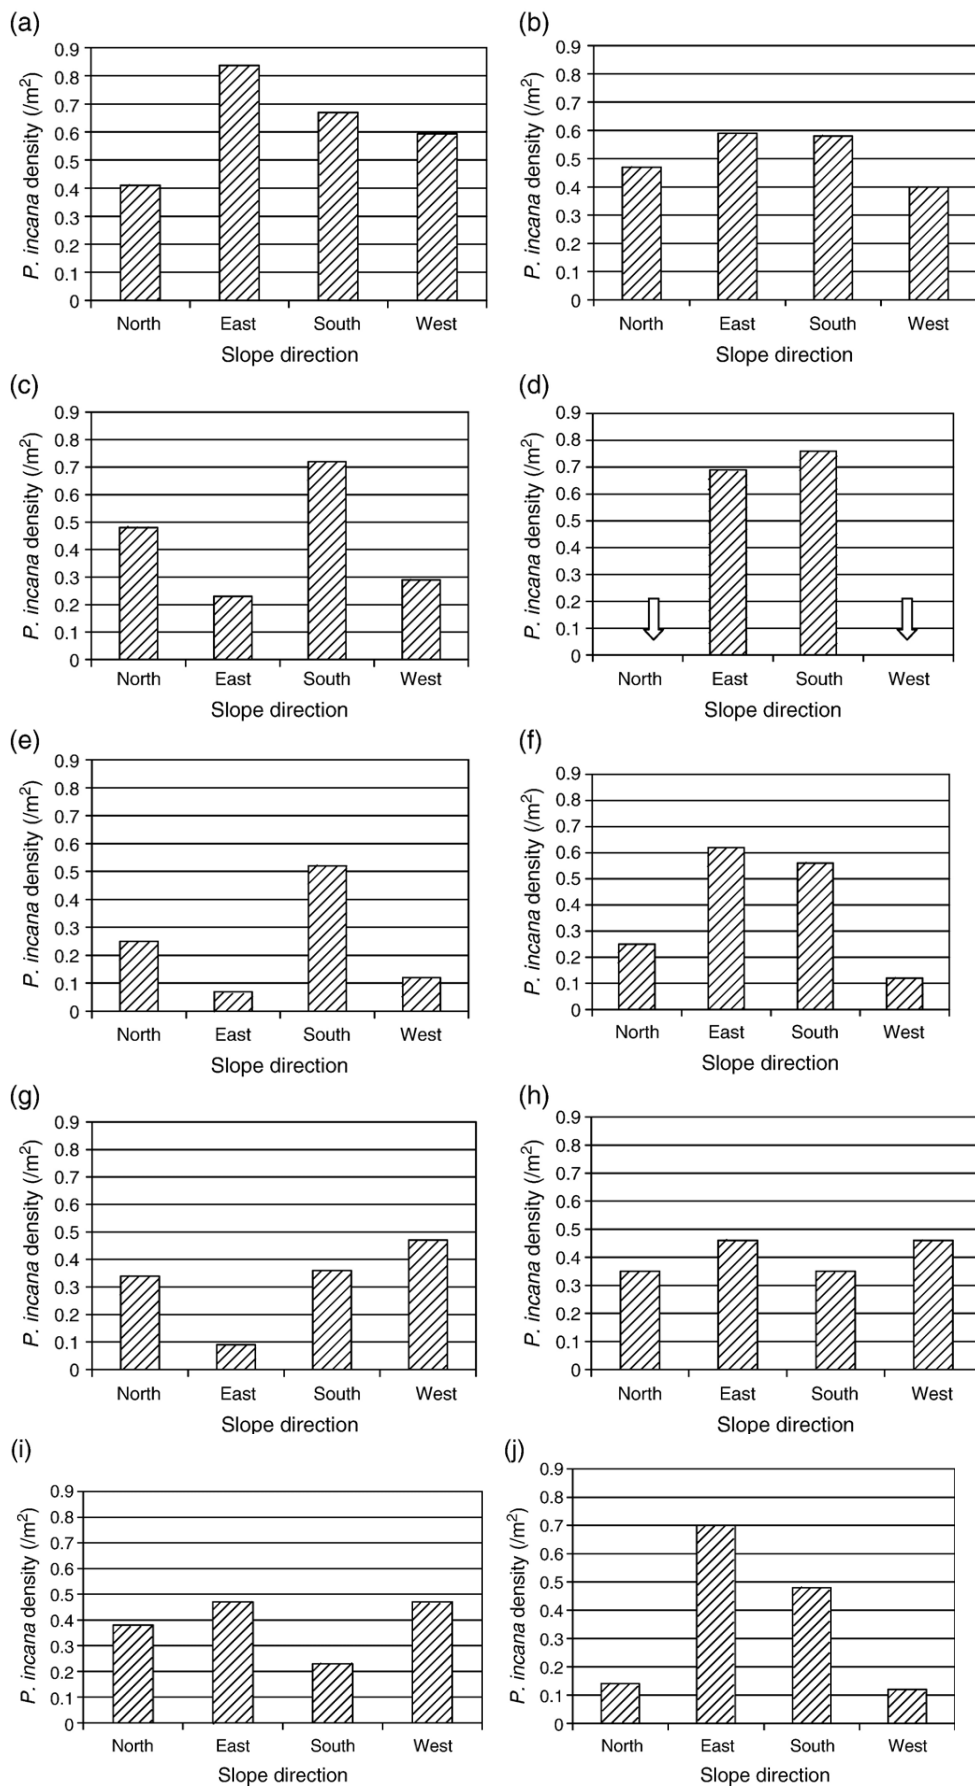 (a)
0.9
0.8
0.7
0.6
0.5
0.4
0.3
0.2
0.1
0
P. incana density (/m²)
North East South West
Slope direction
(b)
0.9
0.8
0.7
0.6
0.5
0.4
0.3
0.2
0.1
0
P. incana density (/m²)
North East South West
Slope direction
(c)
0.9
0.8
0.7
0.6
0.5
0.4
0.3
0.2
0.1
0
P. incana density (/m²)
North East South West
Slope direction
(d)
0.9
0.8
0.7
0.6
0.5
0.4
0.3
0.2
0.1
0
P. incana density (/m²)
North East South West
Slope direction
(e)
0.9
0.8
0.7
0.6
0.5
0.4
0.3
0.2
0.1
0
P. incana density (/m²)
North East South West
Slope direction
(f)
0.9
0.8
0.7
0.6
0.5
0.4
0.3
0.2
0.1
0
P. incana density (/m²)
North East South West
Slope direction
(g)
0.9
0.8
0.7
0.6
0.5
0.4
0.3
0.2
0.1
0
P. incana density (/m²)
North East South West
Slope direction
(h)
0.9
0.8
0.7
0.6
0.5
0.4
0.3
0.2
0.1
0
P. incana density (/m²)
North East South West
Slope direction
(i)
0.9
0.8
0.7
0.6
0.5
0.4
0.3
0.2
0.1
0
P. incana density (/m²)
North East South West
Slope direction
(j)
0.9
0.8
0.7
0.6
0.5
0.4
0.3
0.2
0.1
0
P. incana density (/m²)
North East South West
Slope direction